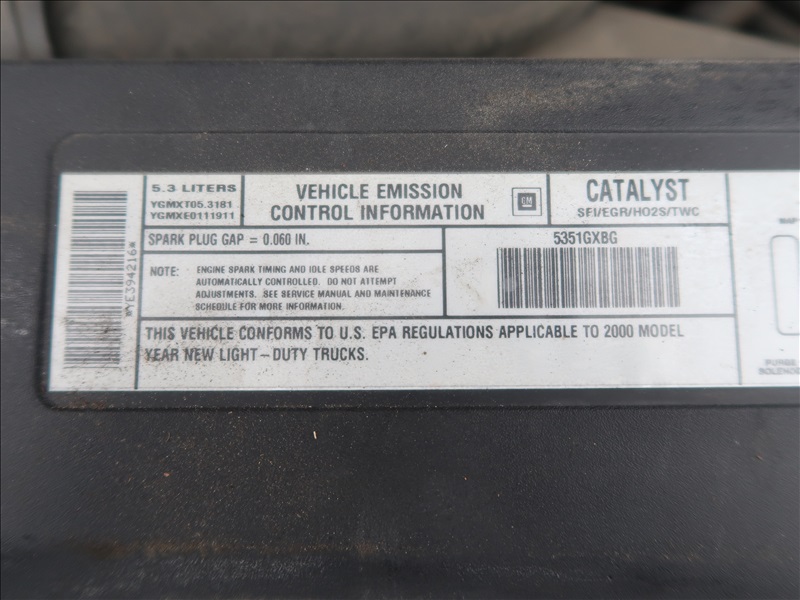 *YE394216*
5.3 LITERS
YGMXT05.3181
YGMXE0111911
VEHICLE EMISSION
CONTROL INFORMATION
GM
CATALYST
SFI/EGR/HO2S/TWC
SPARK PLUG GAP = 0.060 IN.
NOTE: ENGINE SPARK TIMING AND IDLE SPEEDS ARE
AUTOMATICALLY CONTROLLED. DO NOT ATTEMPT
ADJUSTMENTS. SEE SERVICE MANUAL AND MAINTENANCE
SCHEDULE FOR MORE INFORMATION.
5351GXBG
THIS VEHICLE CONFORMS TO U.S. EPA REGULATIONS APPLICABLE TO 2000 MODEL
YEAR NEW LIGHT-DUTY TRUCKS.
PURGE